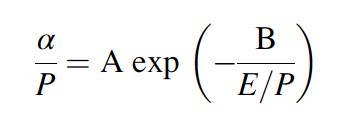 α/P = A exp (−B/(E/P))